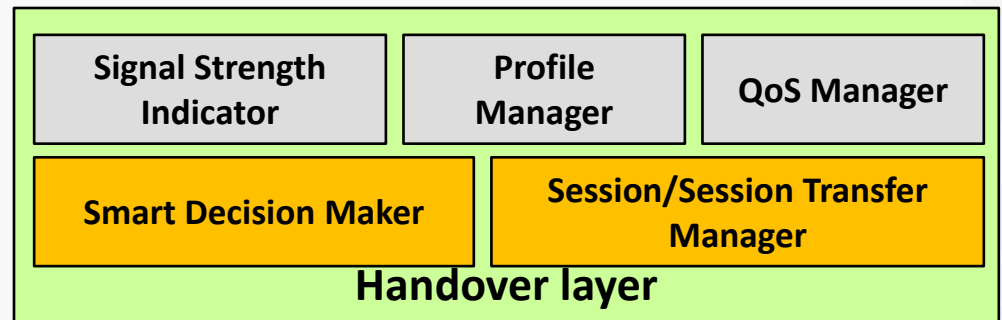 Signal Strength
Indicator
Profile
Manager
QoS Manager
Smart Decision Maker
Session/Session Transfer
Manager
Handover layer